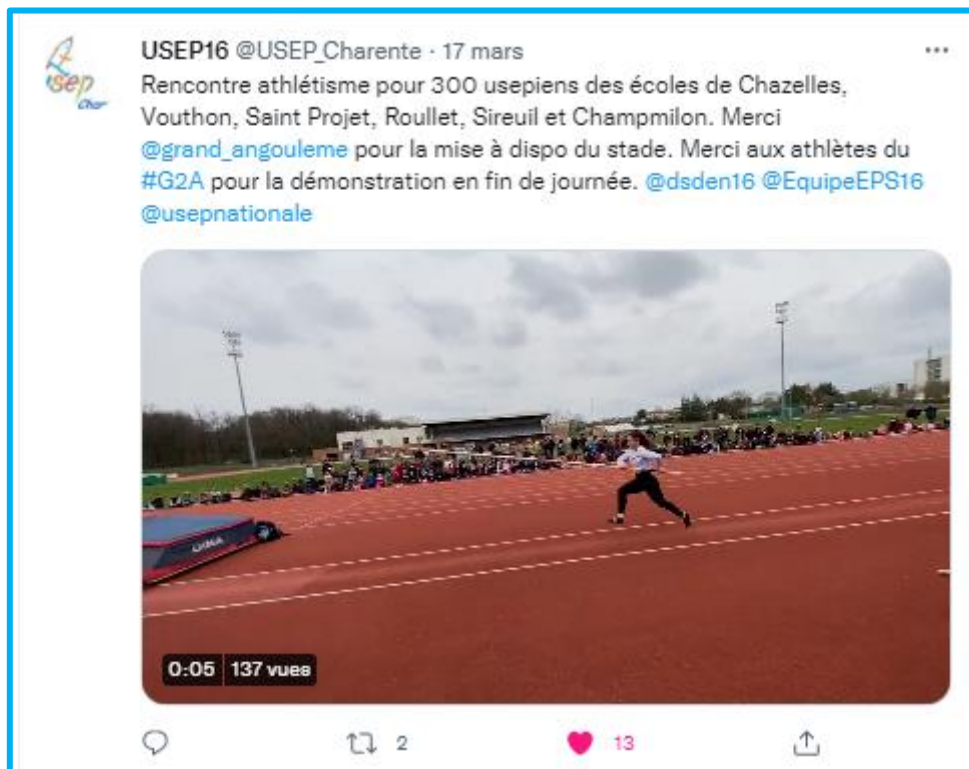 usep
Char
USEP16 @USEP_Charente · 17 mars
Rencontre athlétisme pour 300 usepiens des écoles de Chazelles,
Vouthon, Saint Projet, Roullet, Sireuil et Champmilon. Merci
@grand_angouleme pour la mise à dispo du stade. Merci aux athlètes du
#G2A pour la démonstration en fin de journée. @dsden16 @EquipeEPS16
@usepnationale
0:05 137 vues
2 13